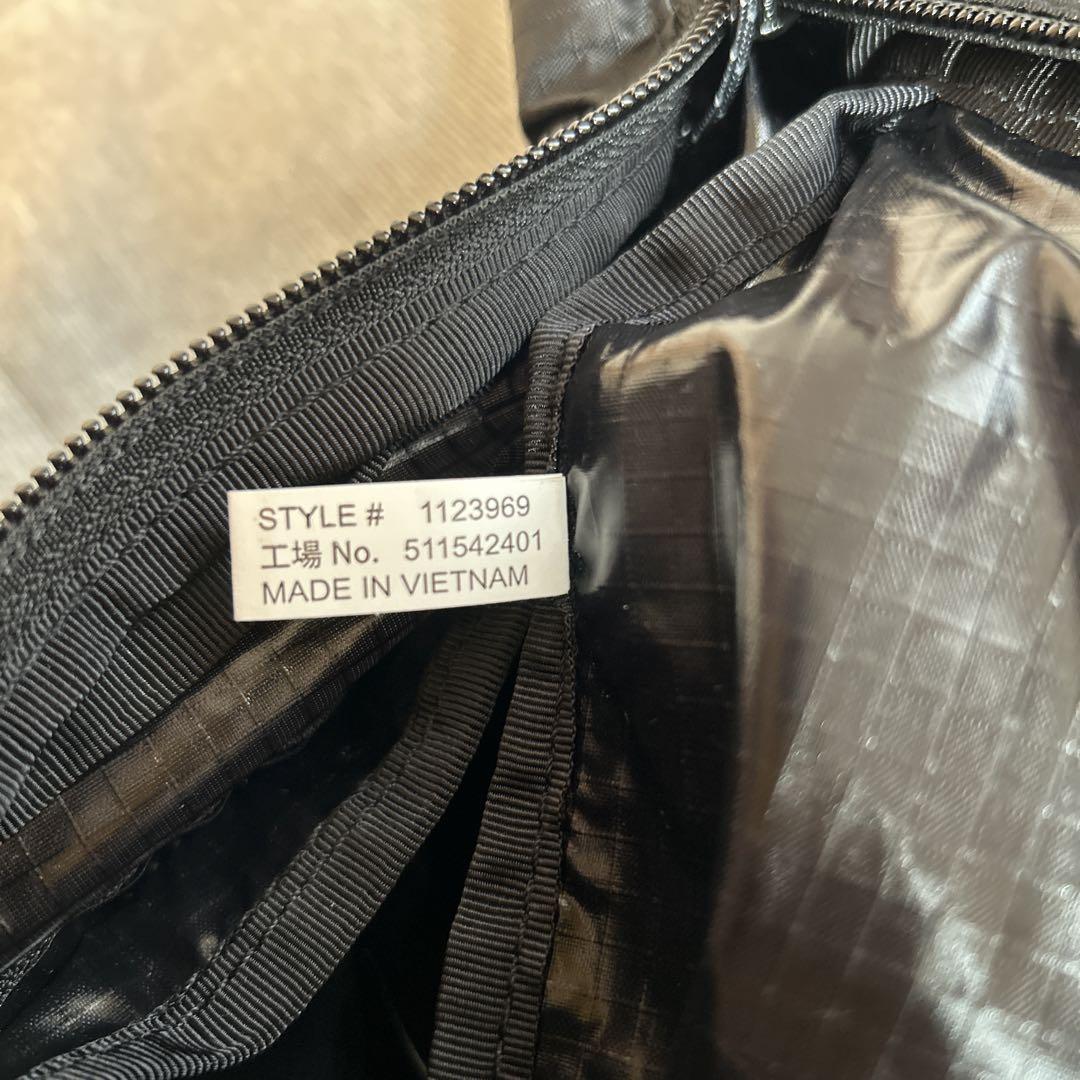 STYLE # 1123969
工場 No. 511542401
MADE IN VIETNAM